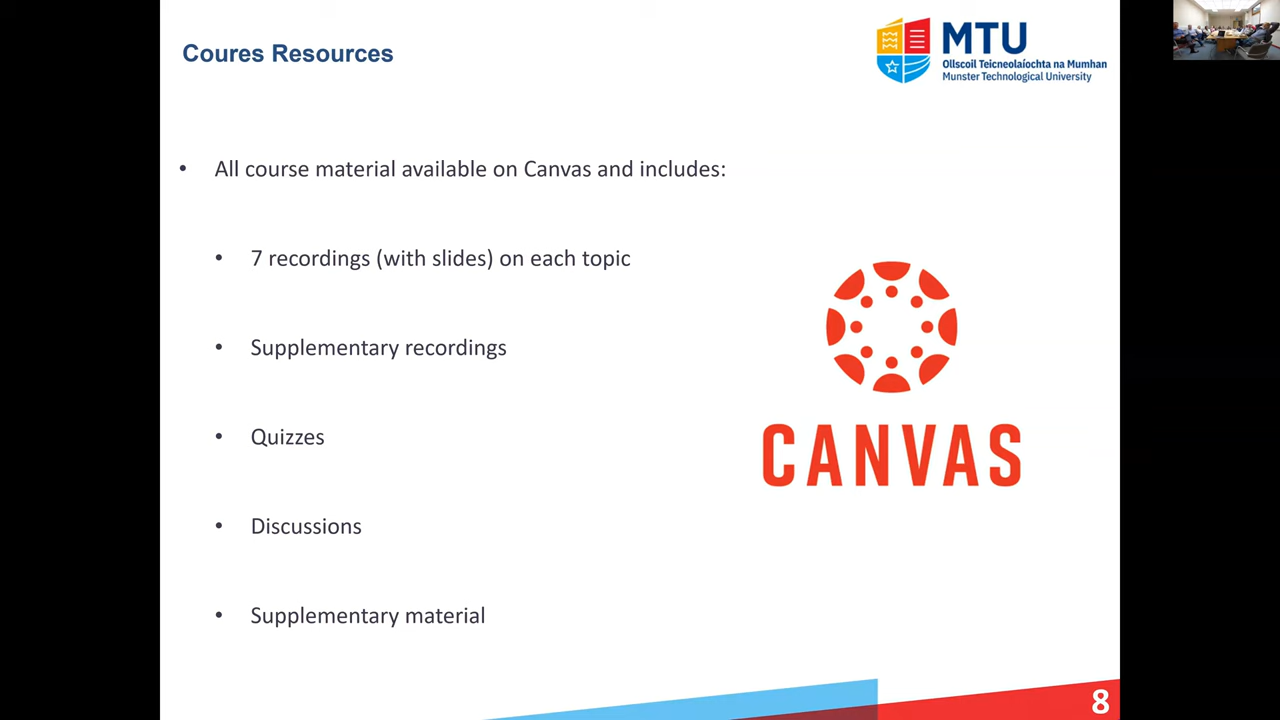 Coures Resources
MTU
Ollscoil Teicneolaíochta na Mumhan
Munster Technological University
• All course material available on Canvas and includes:
• 7 recordings (with slides) on each topic
• Supplementary recordings
• Quizzes
• Discussions
• Supplementary material
CANVAS
8